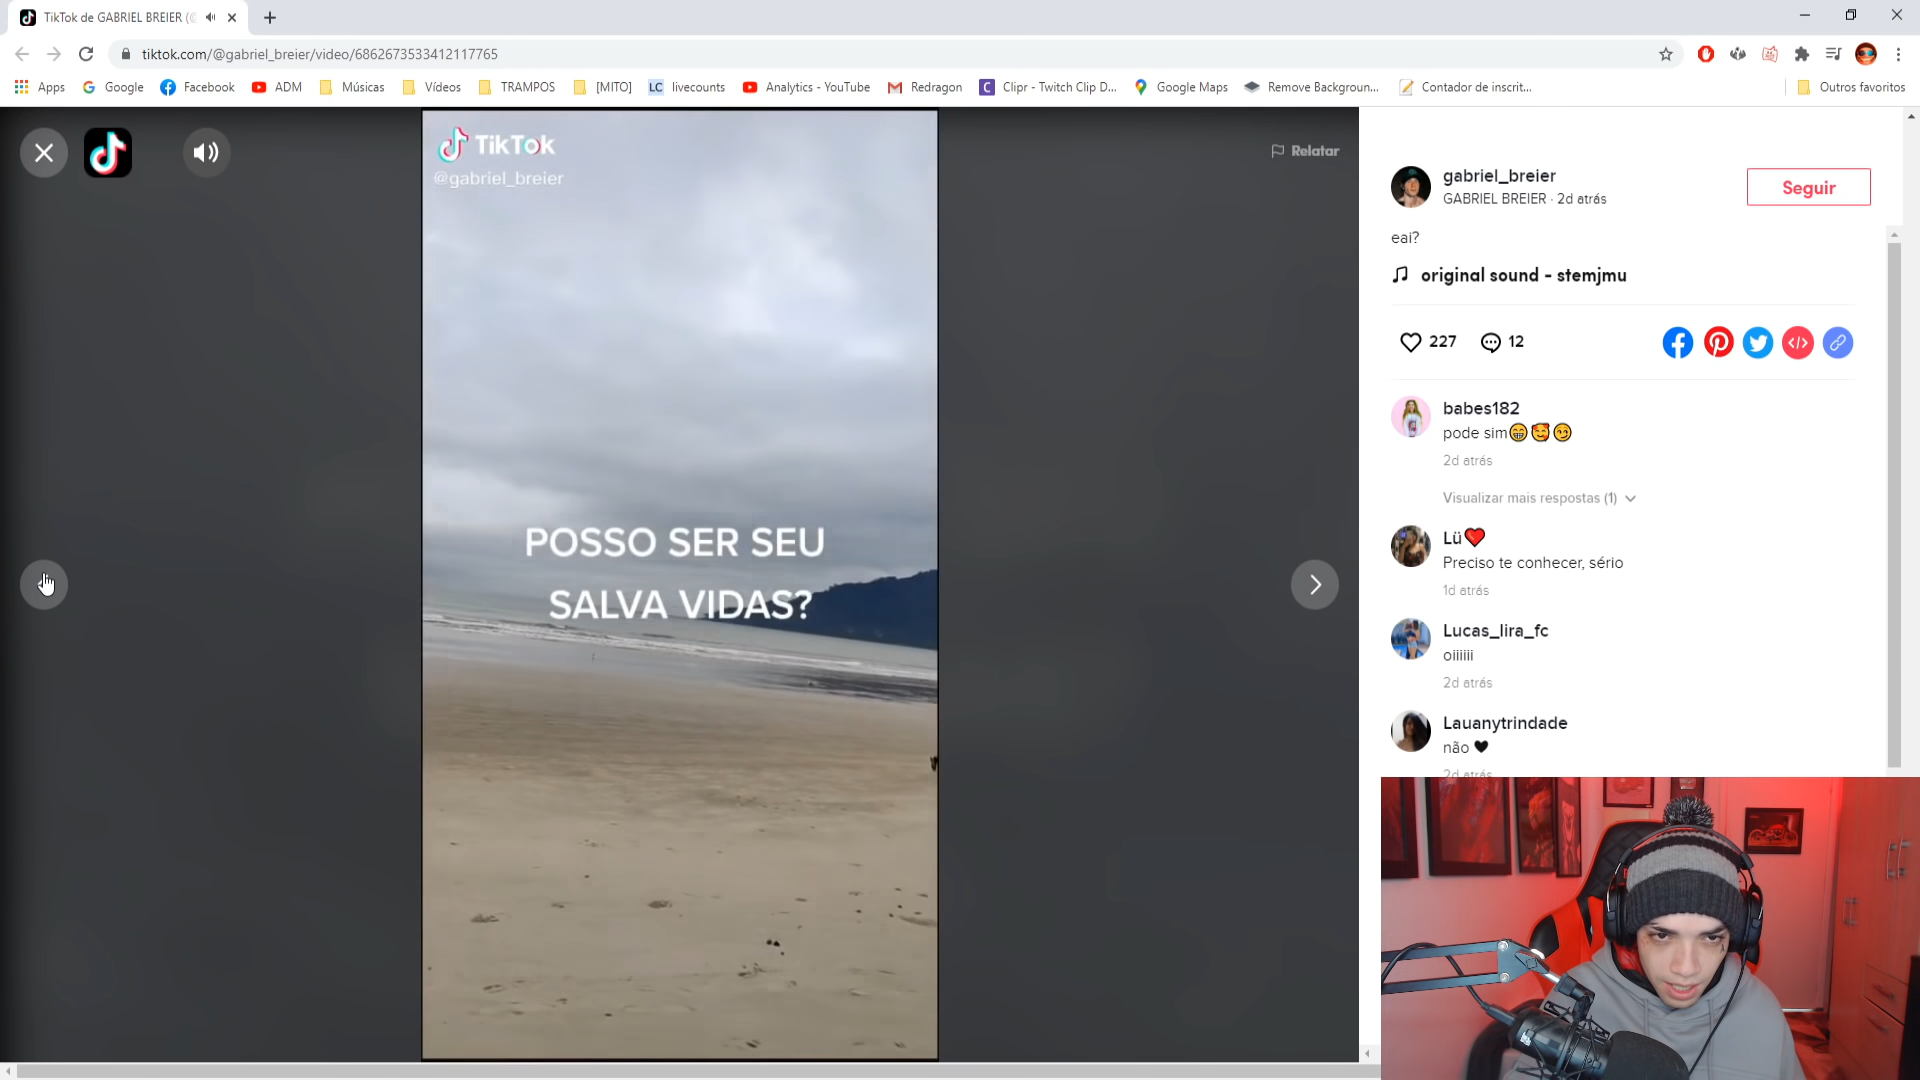 TikTok de GABRIEL BREIER (
tiktok.com/@gabriel_breier/video/6862673533412117765
Apps
Google
Facebook
ADM
Músicas
Vídeos
TRAMPOS
[MITO]
LC
livecounts
Analytics - YouTube
Redragon
C
Clipr - Twitch Clip D...
Google Maps
Remove Backgroun...
Contador de inscrit...
Outros favoritos
TikTok
@gabriel_breier
Relatar
POSSO SER SEU
SALVA VIDAS?
gabriel_breier
GABRIEL BREIER · 2d atrás
Seguir
eai?
original sound - stemjmu
227
12
babes182
pode sim😁🥰😏
2d atrás
Visualizar mais respostas (1)
Lü❤️
Preciso te conhecer, sério
1d atrás
Lucas_lira_fc
oiiiiii
2d atrás
Lauanytrindade
não 🖤
2d atrás